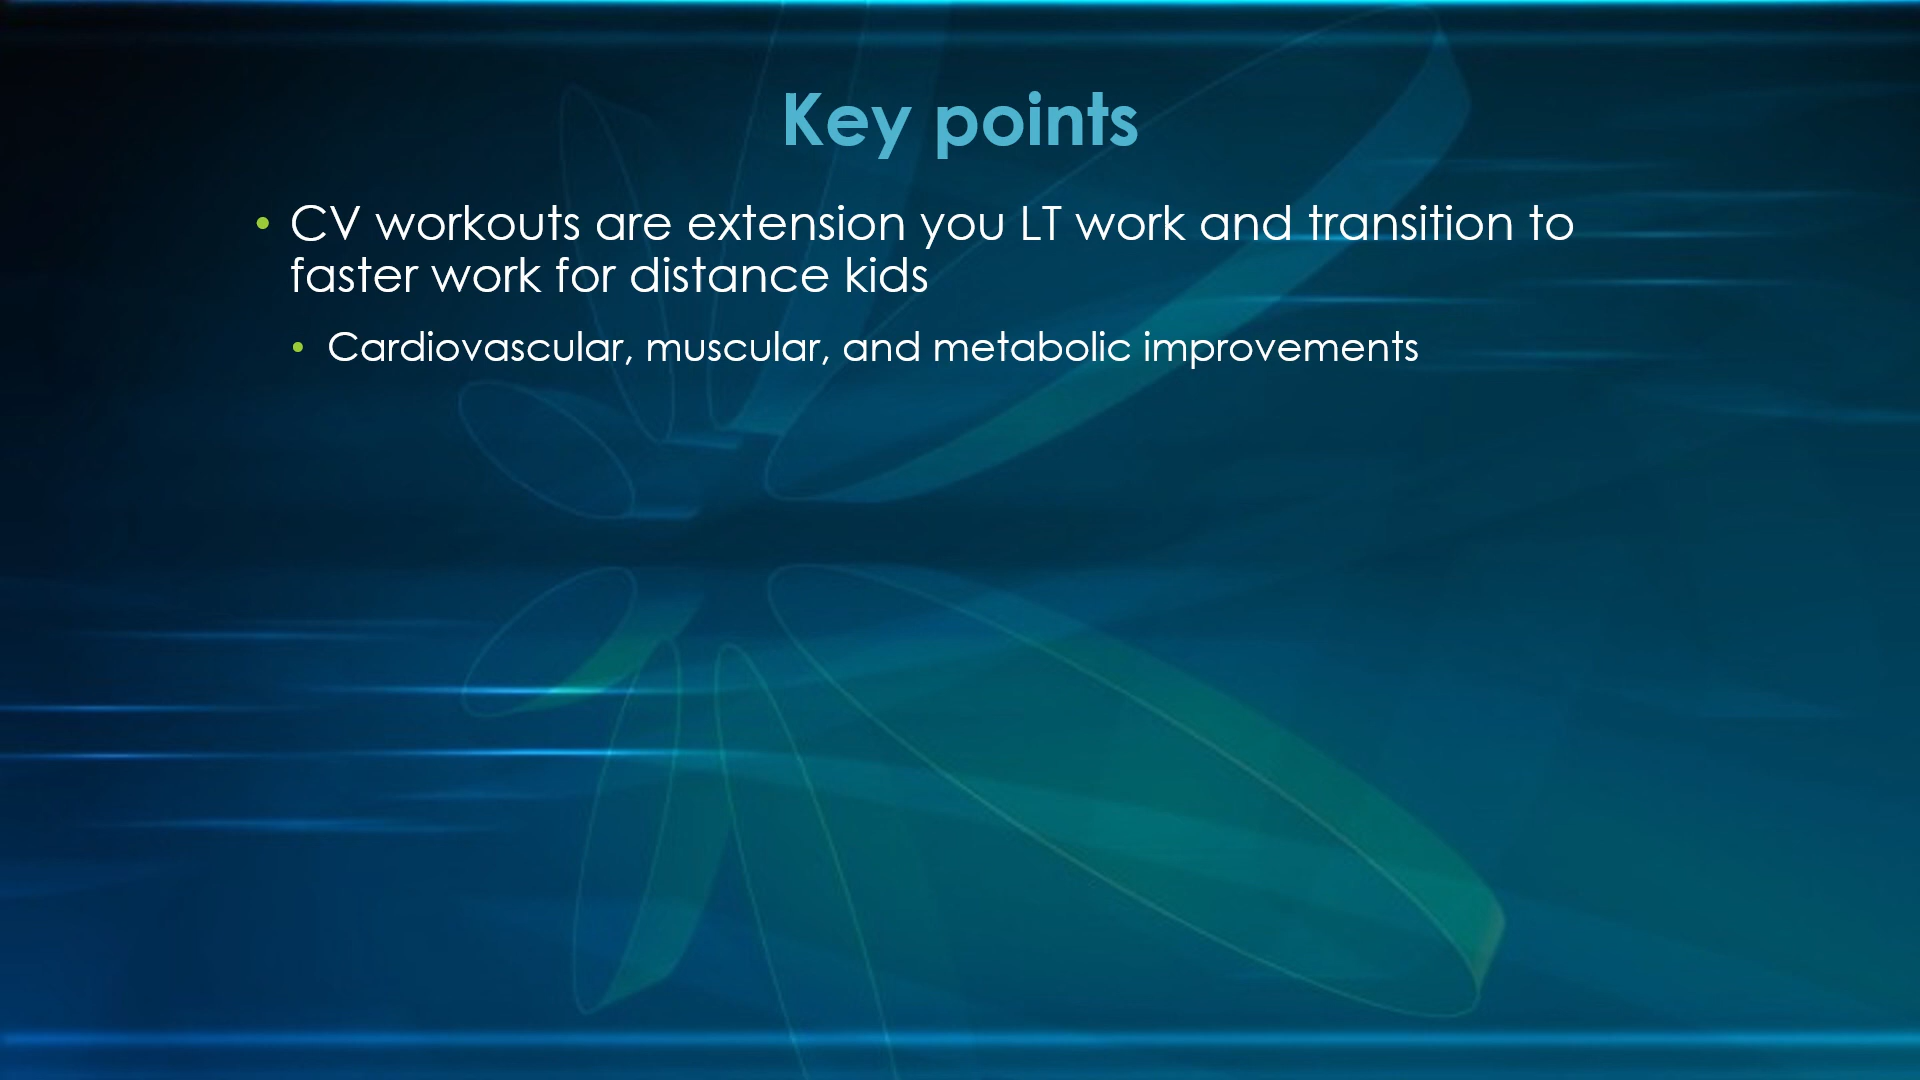 Key points
• CV workouts are extension you LT work and transition to
faster work for distance kids
• Cardiovascular, muscular, and metabolic improvements